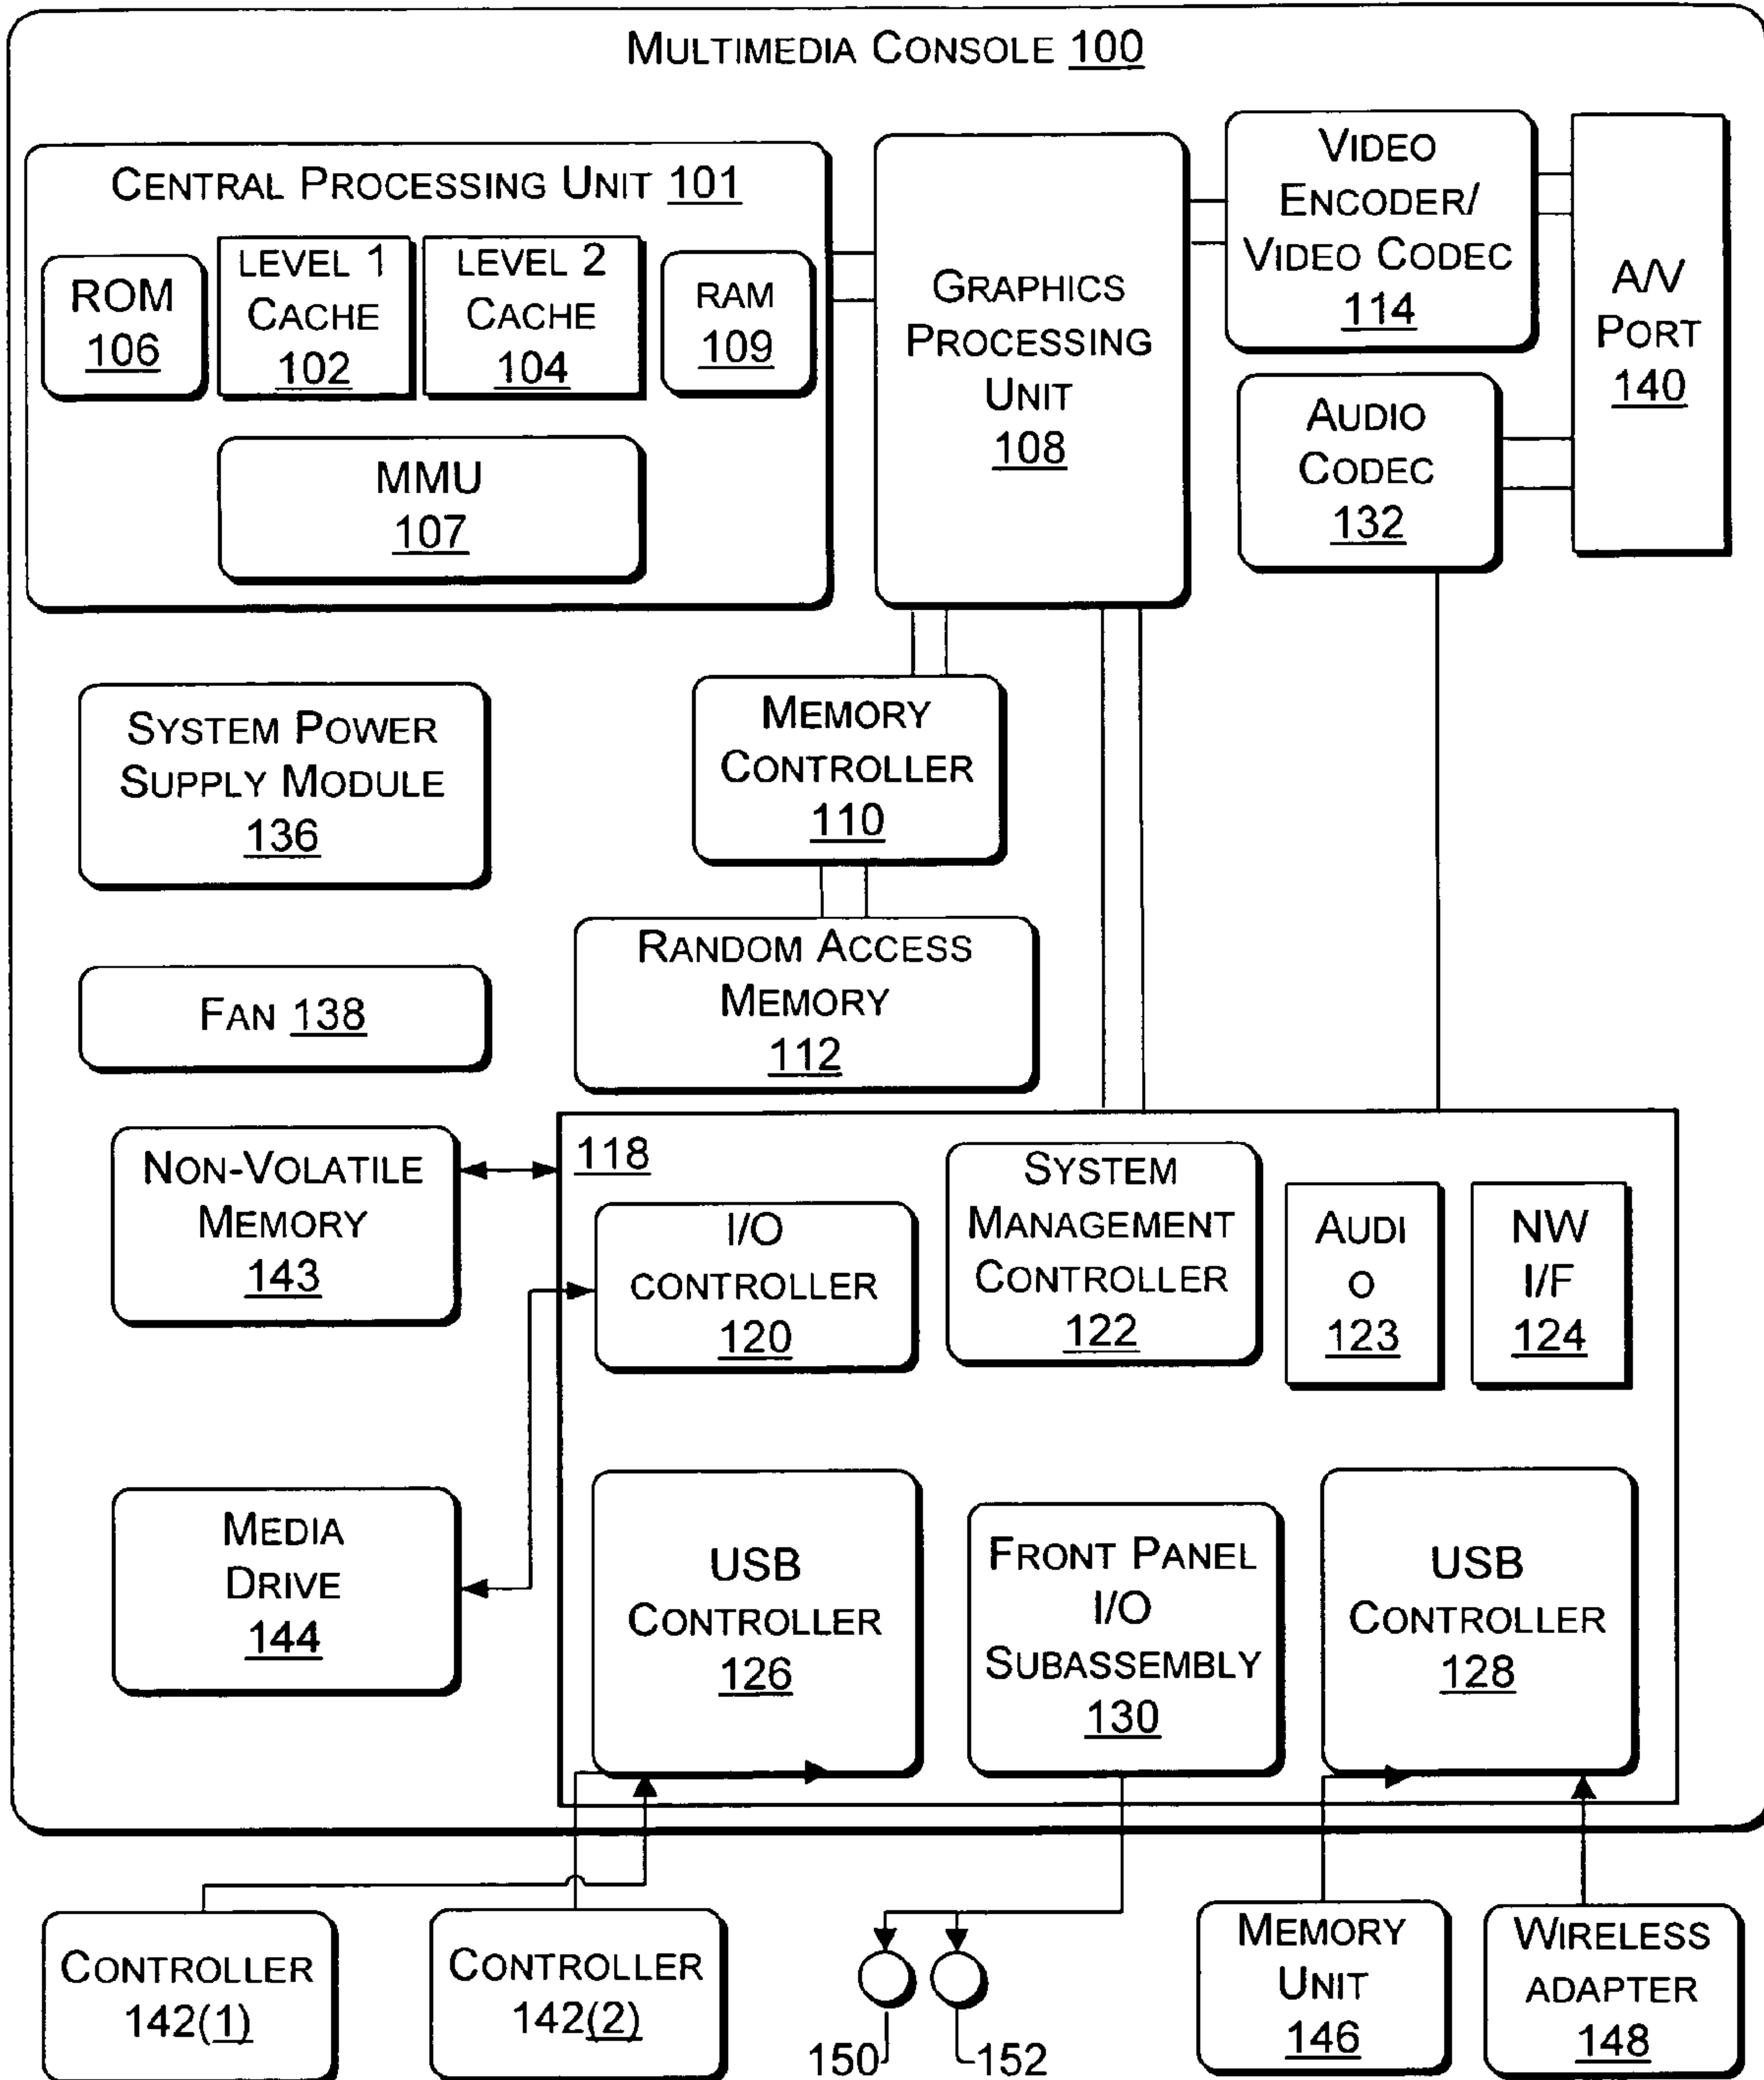 MULTIMEDIA CONSOLE 100
CENTRAL PROCESSING UNIT 101
ROM
106
LEVEL 1
CACHE
102
LEVEL 2
CACHE
104
RAM
109
MMU
107
GRAPHICS
PROCESSING
UNIT
108
VIDEO
ENCODER/
VIDEO CODEC
114
AUDIO
CODEC
132
A/V
PORT
140
SYSTEM POWER
SUPPLY MODULE
136
MEMORY
CONTROLLER
110
FAN 138
RANDOM ACCESS
MEMORY
112
NON-VOLATILE
MEMORY
143
118
I/O
CONTROLLER
120
SYSTEM
MANAGEMENT
CONTROLLER
122
AUDI
O
123
NW
I/F
124
MEDIA
DRIVE
144
USB
CONTROLLER
126
FRONT PANEL
I/O
SUBASSEMBLY
130
USB
CONTROLLER
128
CONTROLLER
142(1)
CONTROLLER
142(2)
150
152
MEMORY
UNIT
146
WIRELESS
ADAPTER
148